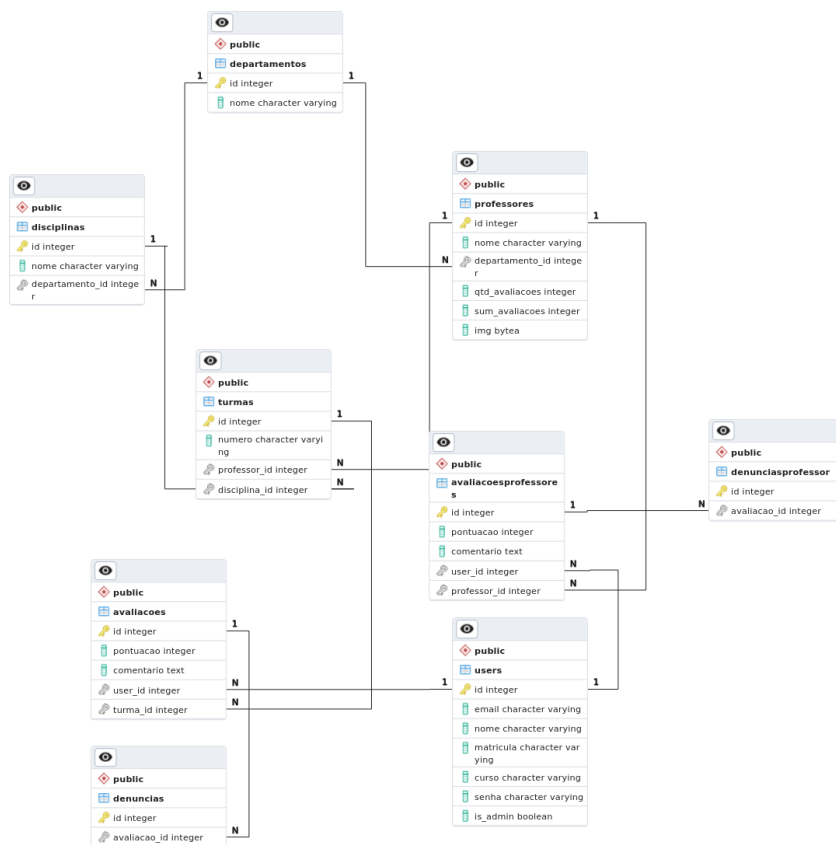 public
departamentos
1
1
id integer
nome character varying
public
disciplinas
1
id integer
nome character varying
N
departamento_id intege
r
public
professores
1
1
id integer
nome character varying
N
departamento_id intege
r
qtd_avaliacoes integer
sum_avaliacoes integer
img bytea
public
turmas
1
id integer
numero character varyi
ng
N
professor_id integer
N
disciplina_id integer
public
avaliacoesprofessore
s
1
id integer
pontuacao integer
comentario text
N
user_id integer
N
professor_id integer
public
denunciasprofessor
id integer
N
avaliacao_id integer
public
avaliacoes
1
id integer
pontuacao integer
comentario text
N
user_id integer
N
turma_id integer
public
users
1
1
id integer
email character varying
nome character varying
matricula character var
ying
curso character varying
senha character varying
is_admin boolean
public
denuncias
id integer
N
avaliacao_id integer